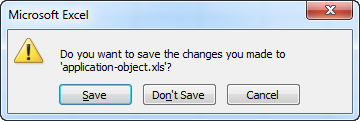 Microsoft Excel
Do you want to save the changes you made to
'application-object.xls'?
Save Don't Save Cancel